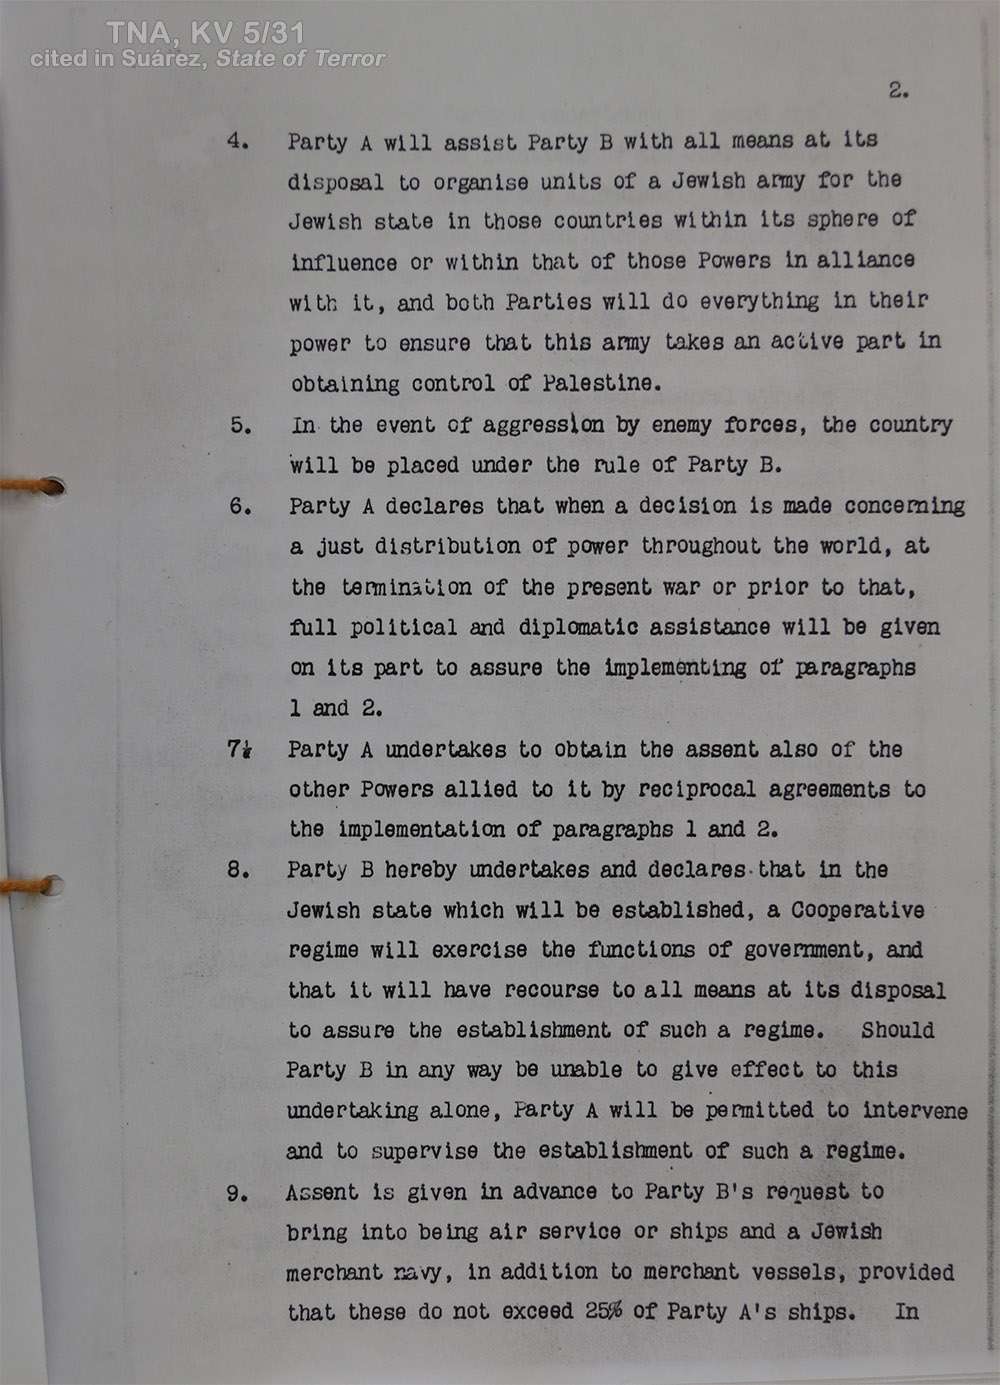 TNA, KV 5/31
cited in Suárez, State of Terror
2.
4. Party A will assist Party B with all means at its
disposal to organise units of a Jewish army for the
Jewish state in those countries within its sphere of
influence or within that of those Powers in alliance
with it, and both Parties will do everything in their
power to ensure that this army takes an active part in
obtaining control of Palestine.
5. In the event of aggression by enemy forces, the country
will be placed under the rule of Party B.
6. Party A declares that when a decision is made concerning
a just distribution of power throughout the world, at
the termination of the present war or prior to that,
full political and diplomatic assistance will be given
on its part to assure the implementing of paragraphs
1 and 2.
7. Party A undertakes to obtain the assent also of the
other Powers allied to it by reciprocal agreements to
the implementation of paragraphs 1 and 2.
8. Party B hereby undertakes and declares that in the
Jewish state which will be established, a Cooperative
regime will exercise the functions of government, and
that it will have recourse to all means at its disposal
to assure the establishment of such a regime. Should
Party B in any way be unable to give effect to this
undertaking alone, Party A will be permitted to intervene
and to supervise the establishment of such a regime.
9. Assent is given in advance to Party B's request to
bring into being air service or ships and a Jewish
merchant navy, in addition to merchant vessels, provided
that these do not exceed 25% of Party A's ships. In